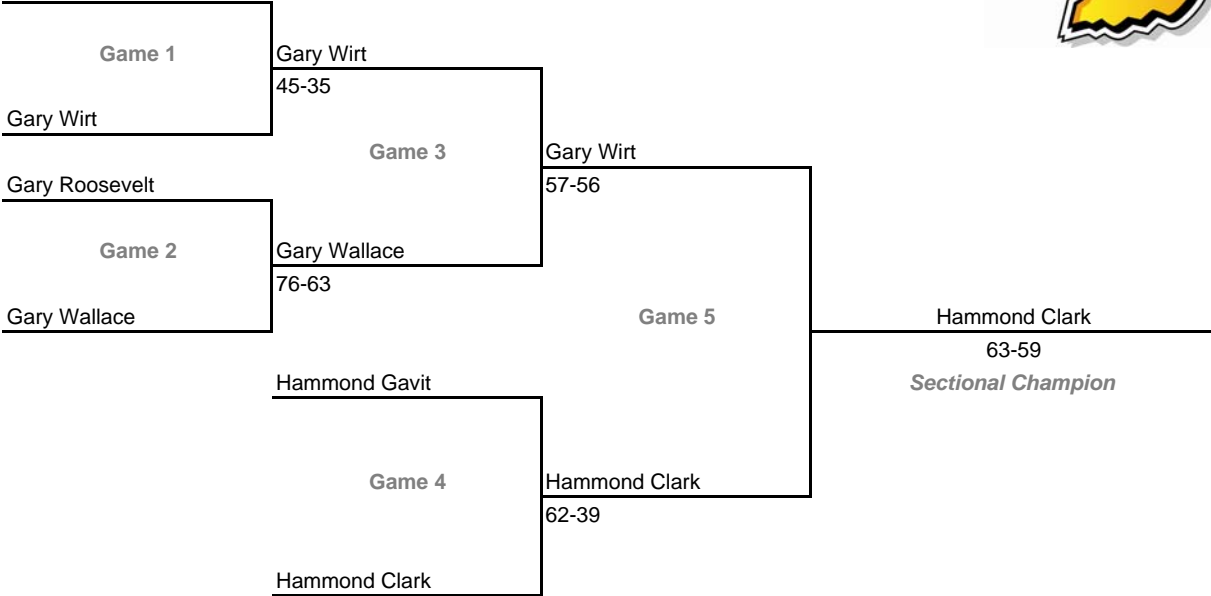 Game 1
Gary Wirt
45-35
Gary Wirt
Game 3
Gary Wirt
57-56
Gary Roosevelt
Game 2
Gary Wallace
76-63
Gary Wallace
Game 5
Hammond Clark
63-59
Sectional Champion
Hammond Gavit
Game 4
Hammond Clark
62-39
Hammond Clark